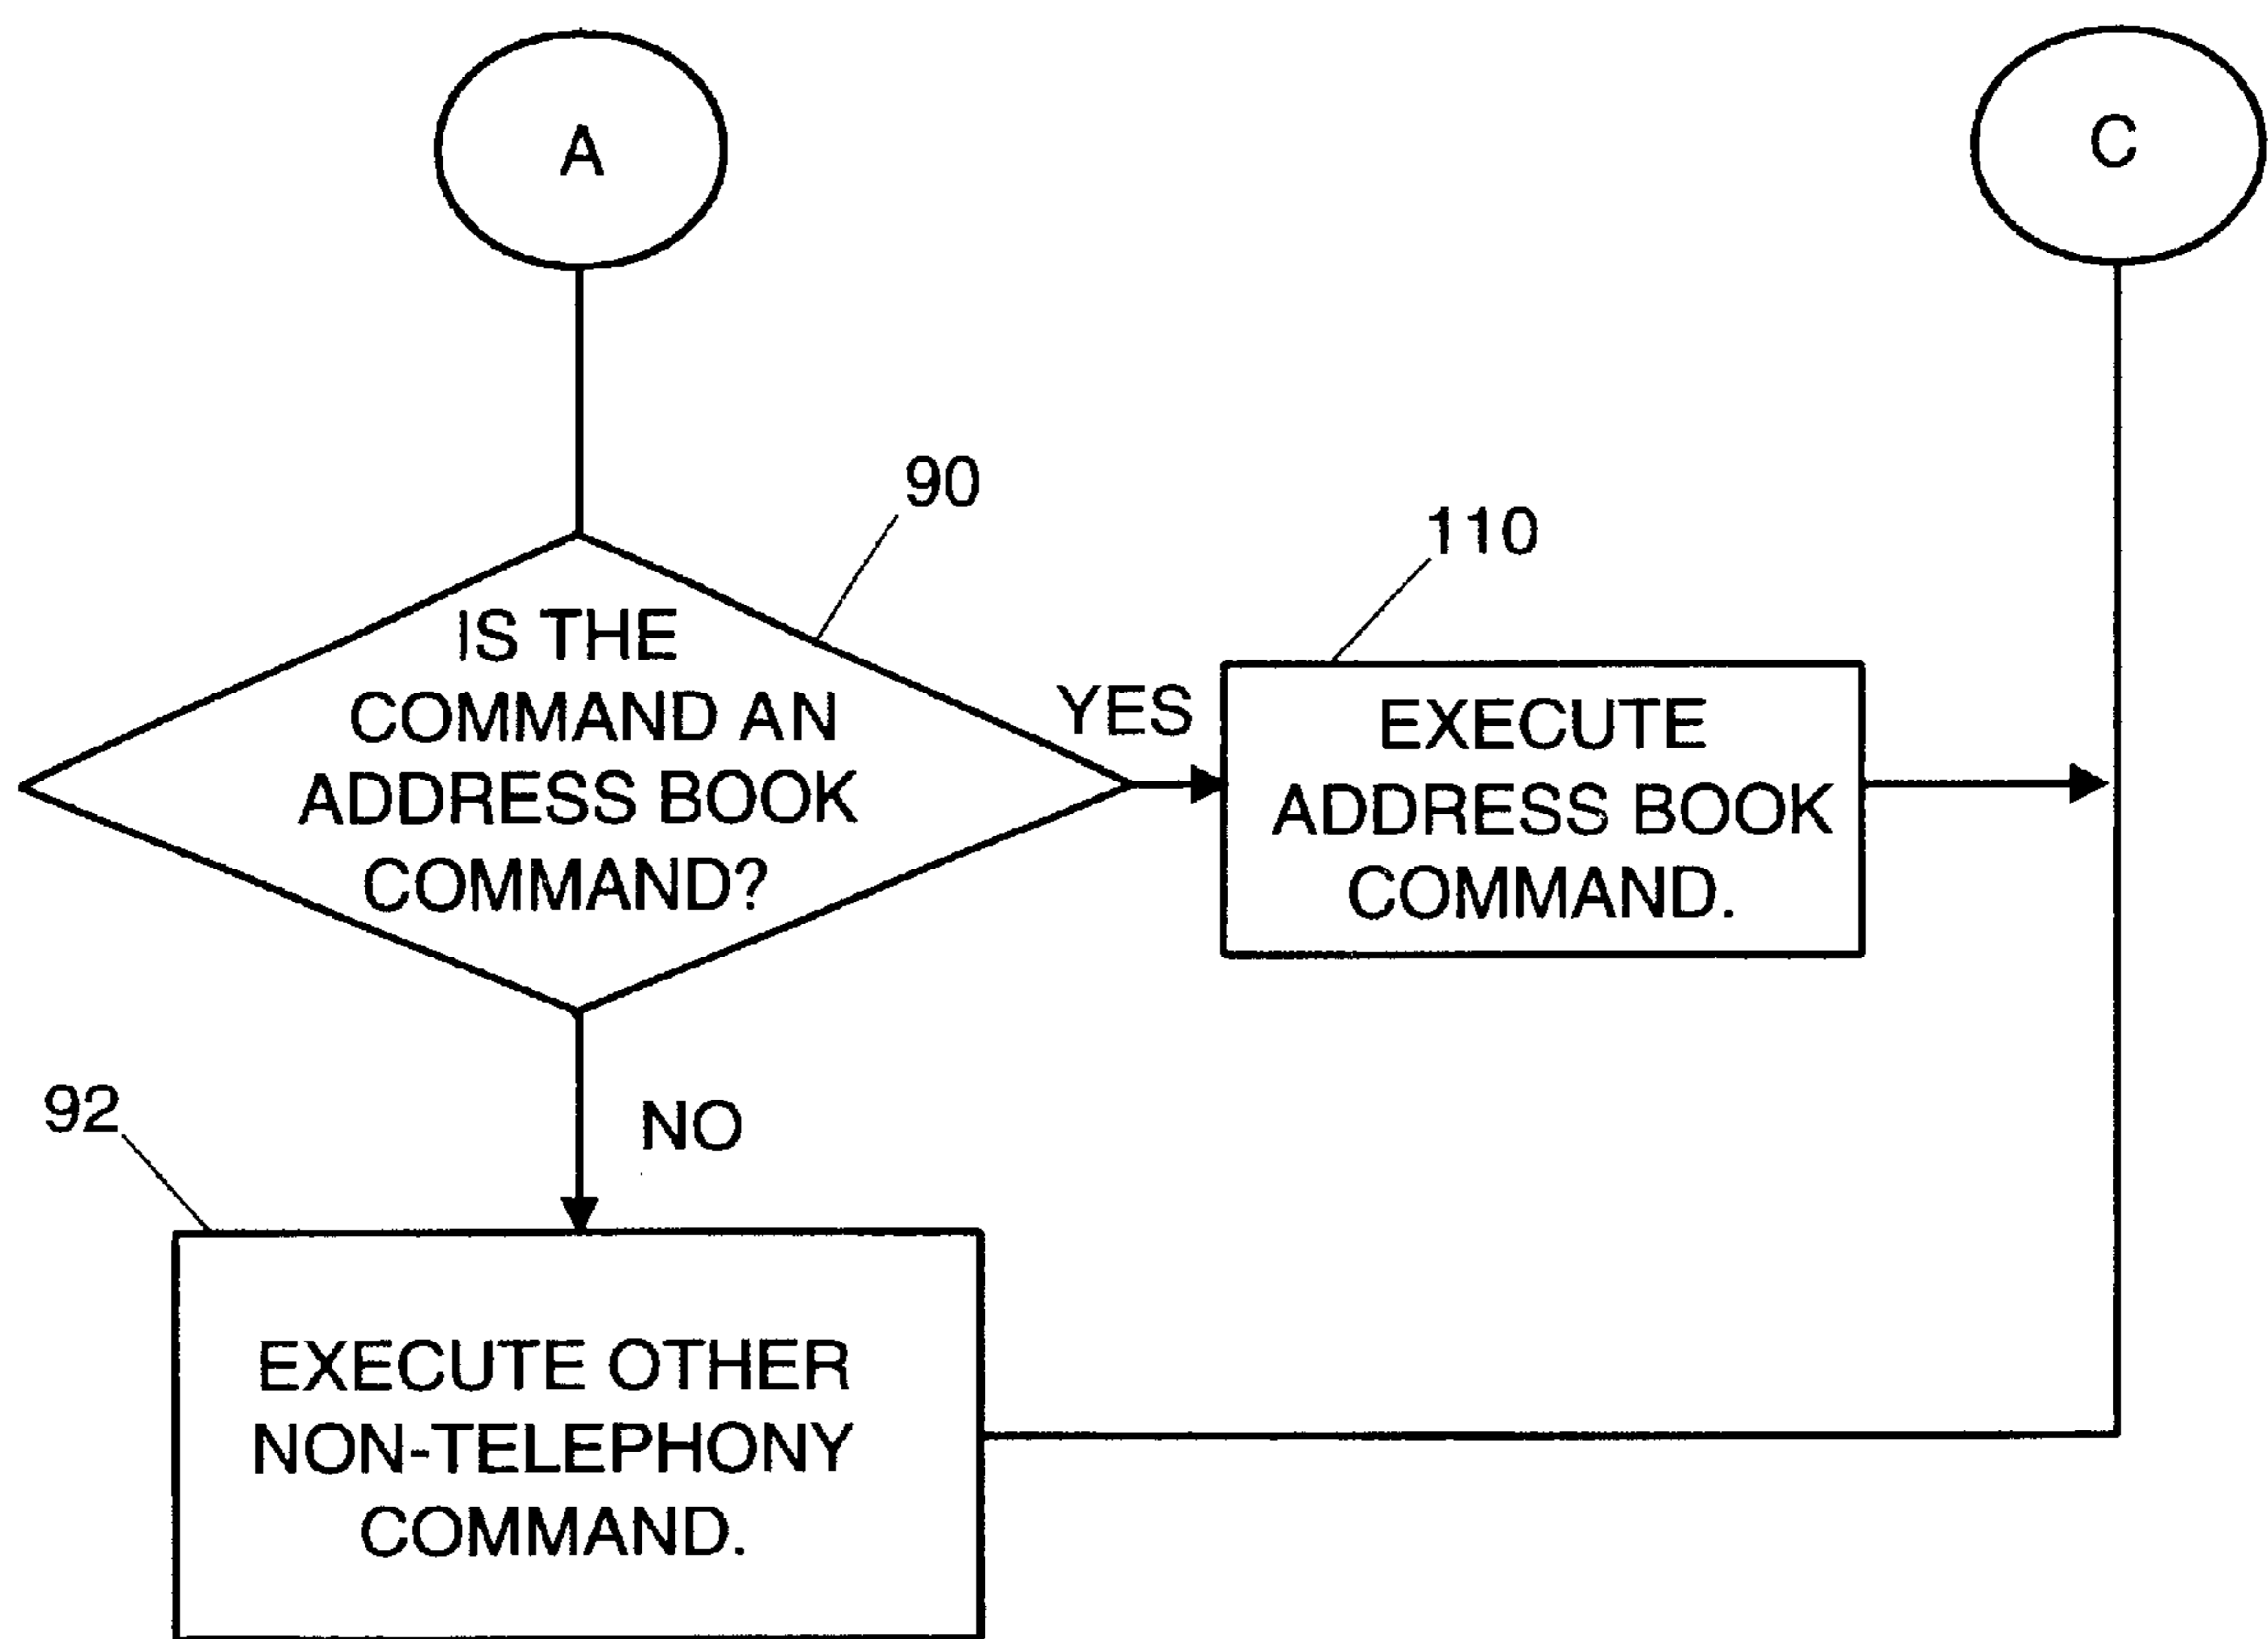 A
C
90
110
IS THE
COMMAND AN
ADDRESS BOOK
COMMAND?
YES
EXECUTE
ADDRESS BOOK
COMMAND.
92
NO
EXECUTE OTHER
NON-TELEPHONY
COMMAND.